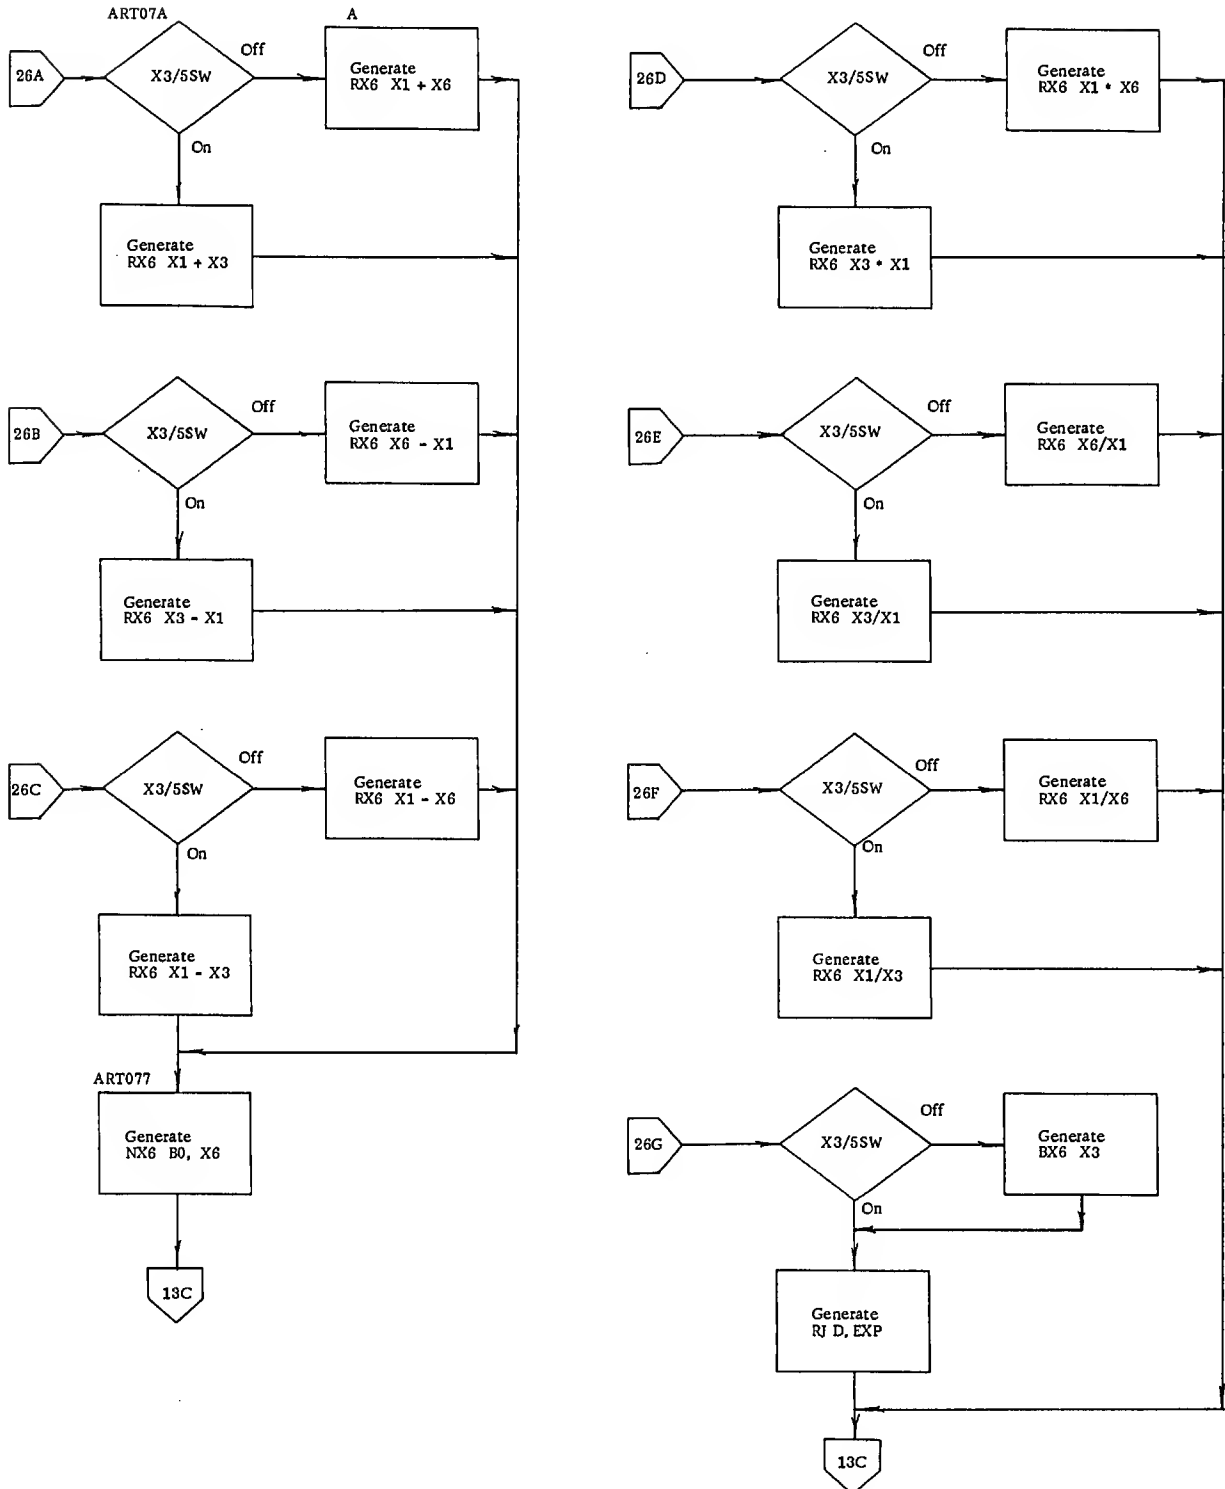 ART07A
A
26A
X3/5SW
Off
Generate
RX6 X1 + X6
On
Generate
RX6 X1 + X3
26B
X3/5SW
Off
Generate
RX6 X6 - X1
On
Generate
RX6 X3 - X1
26C
X3/5SW
Off
Generate
RX6 X1 - X6
On
Generate
RX6 X1 - X3
ART077
Generate
NX6 B0, X6
13C
26D
X3/5SW
Off
Generate
RX6 X1 * X6
On
Generate
RX6 X3 * X1
26E
X3/5SW
Off
Generate
RX6 X6/X1
On
Generate
RX6 X3/X1
26F
X3/5SW
Off
Generate
RX6 X1/X6
On
Generate
RX6 X1/X3
26G
X3/5SW
Off
Generate
BX6 X3
On
Generate
RJ D, EXP
13C